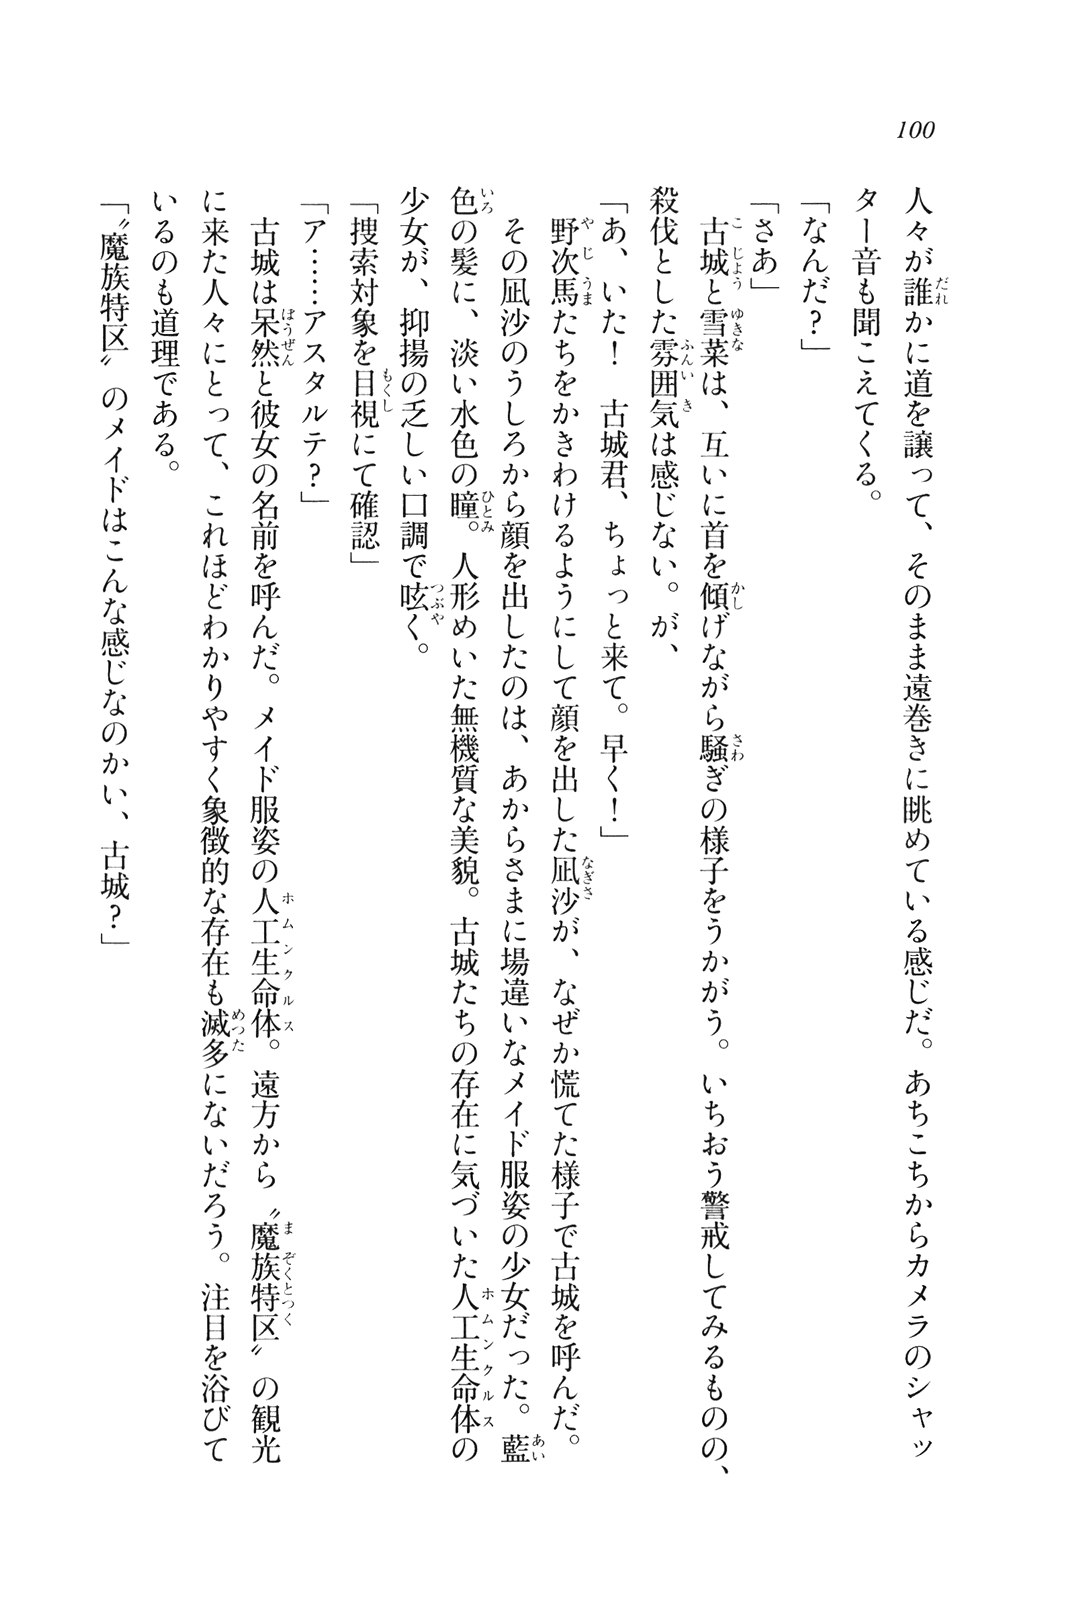 100
人々が誰かに道を譲って、そのまま遠巻きに眺めている感じだ。あちこちからカメラのシャッ
ター音も聞こえてくる。
「なんだ？」
「さあ」
古城と雪菜は、互いに首を傾げながら騒ぎの様子をうかがう。いちおう警戒してみるものの、
殺伐とした雰囲気は感じない。が、
「あ、いた！　古城君、ちょっと来て。早く！」
野次馬たちをかきわけるようにして顔を出した凪沙が、なぜか慌てた様子で古城を呼んだ。
その凪沙のうしろから顔を出したのは、あからさまに場違いなメイド服姿の少女だった。藍
色の髪に、淡い水色の瞳。人形めいた無機質な美貌。古城たちの存在に気づいた人工生命体の
少女が、抑揚の乏しい口調で呟く。
「捜索対象を目視にて確認」
「ア……アスタルテ？」
古城は呆然と彼女の名前を呼んだ。メイド服姿の人工生命体。遠方から〝魔族特区〟の観光
に来た人々にとって、これほどわかりやすく象徴的な存在も滅多にないだろう。注目を浴びて
いるのも道理である。
「〝魔族特区〟のメイドはこんな感じなのかい、古城？」